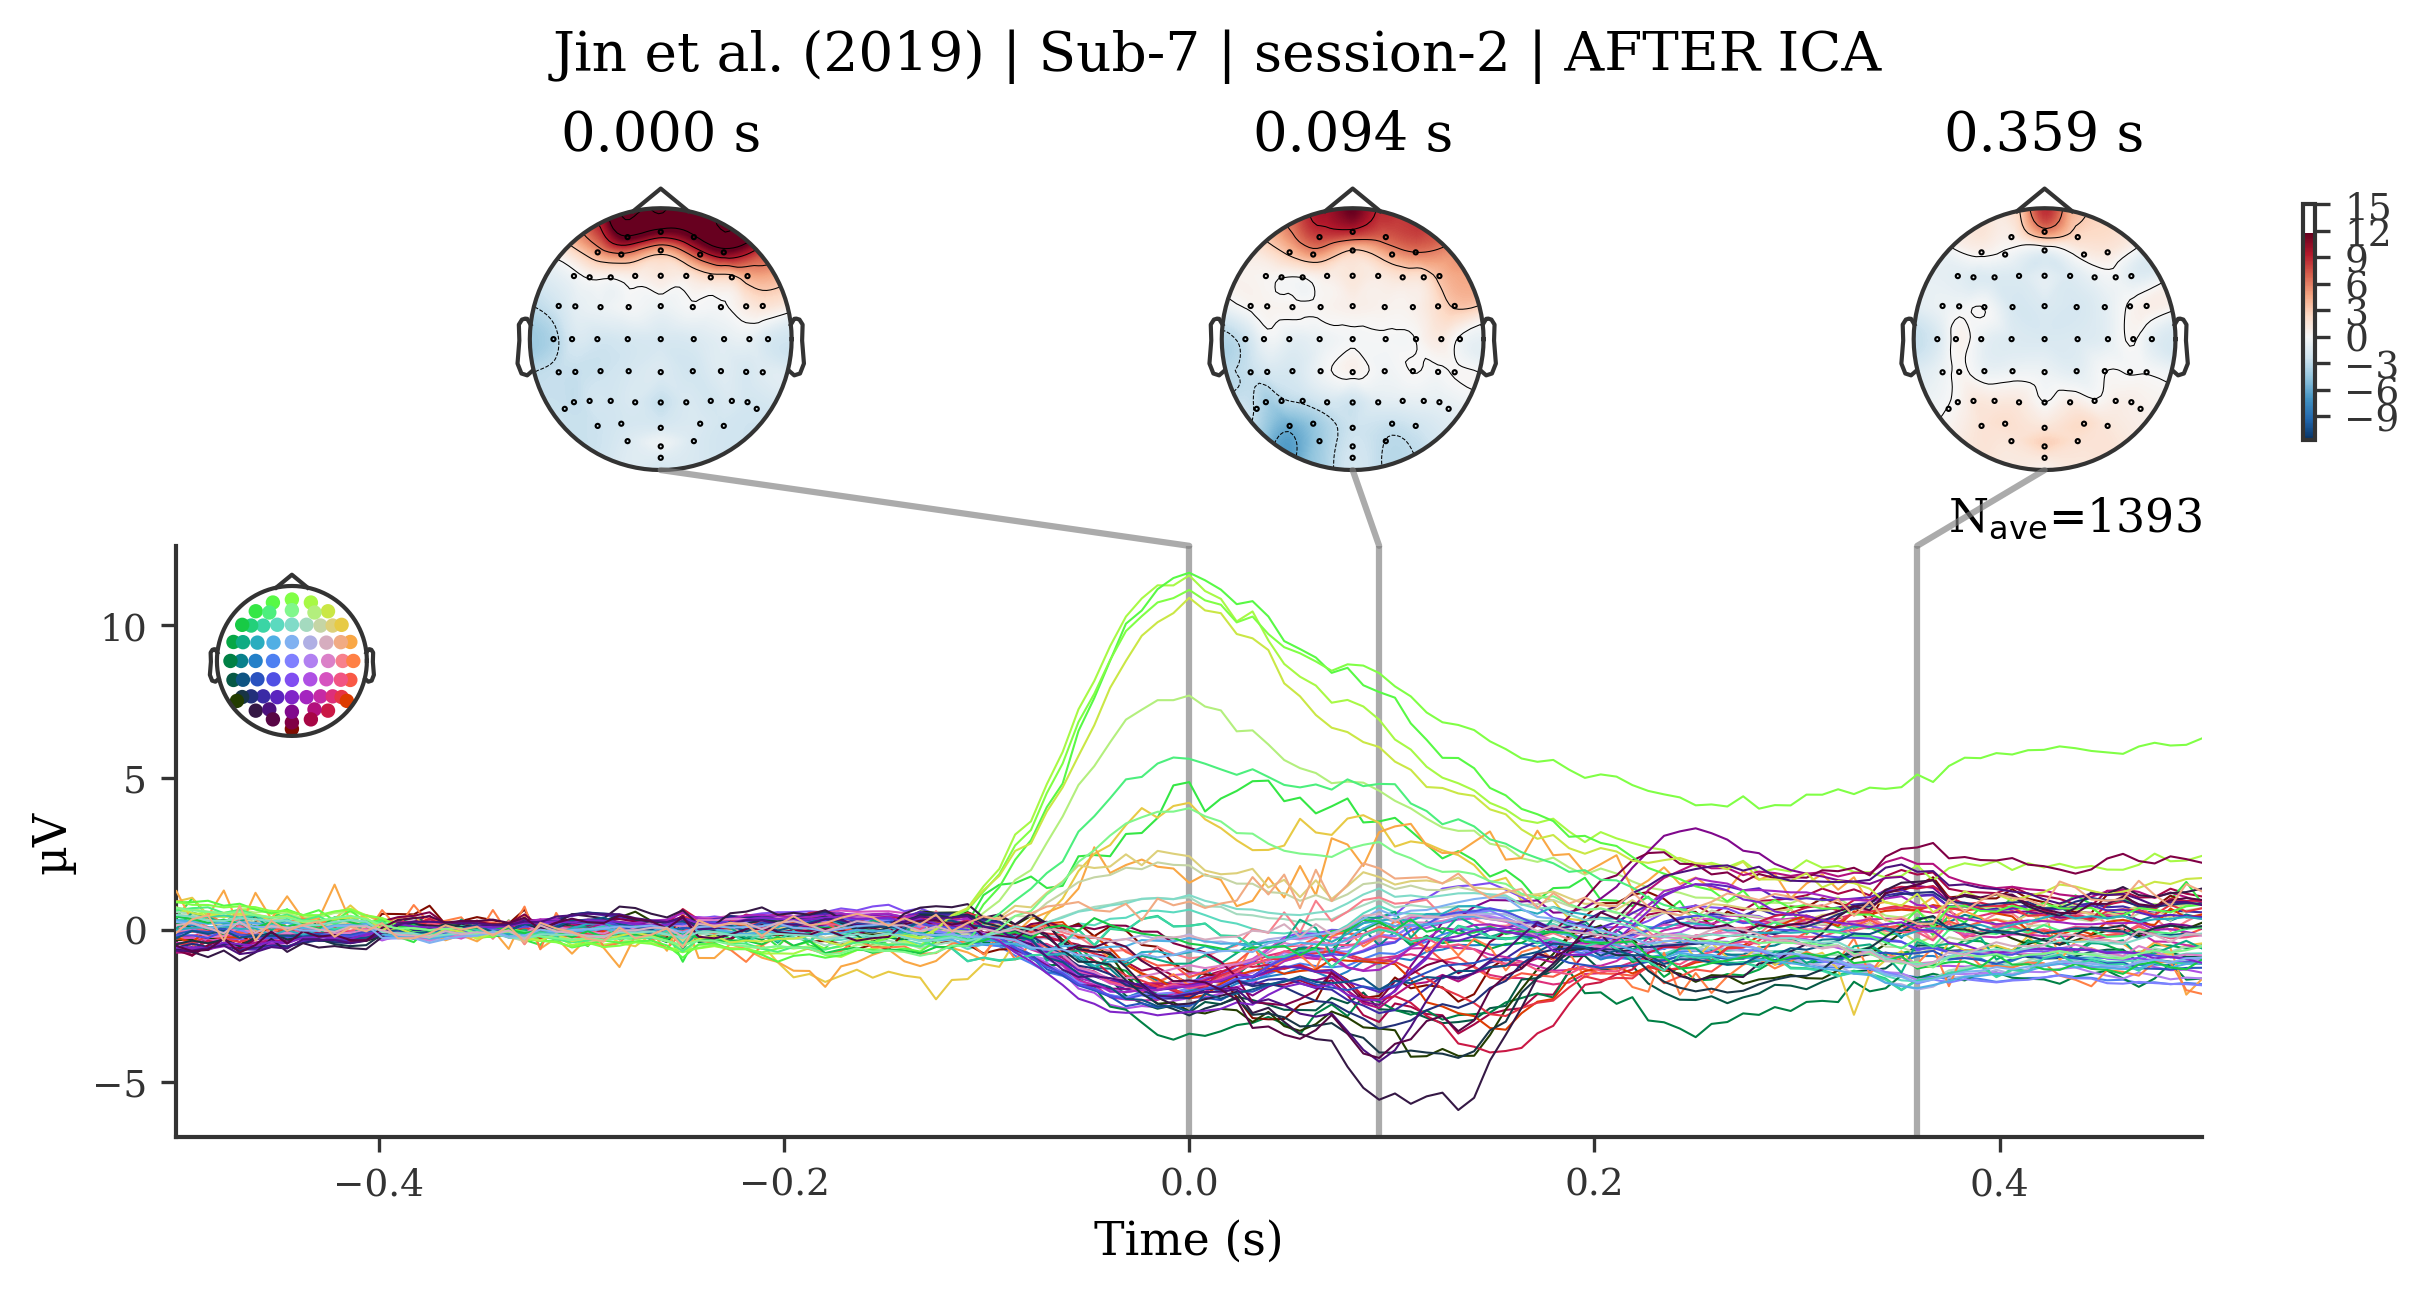 Jin et al. (2019) | Sub-7 | session-2 | AFTER ICA
0.000 s
0.094 s
0.359 s
15
12
9
6
3
0
−3
−6
−9
Nave=1393
10
5
0
−5
µV
−0.4
−0.2
0.0
0.2
0.4
Time (s)